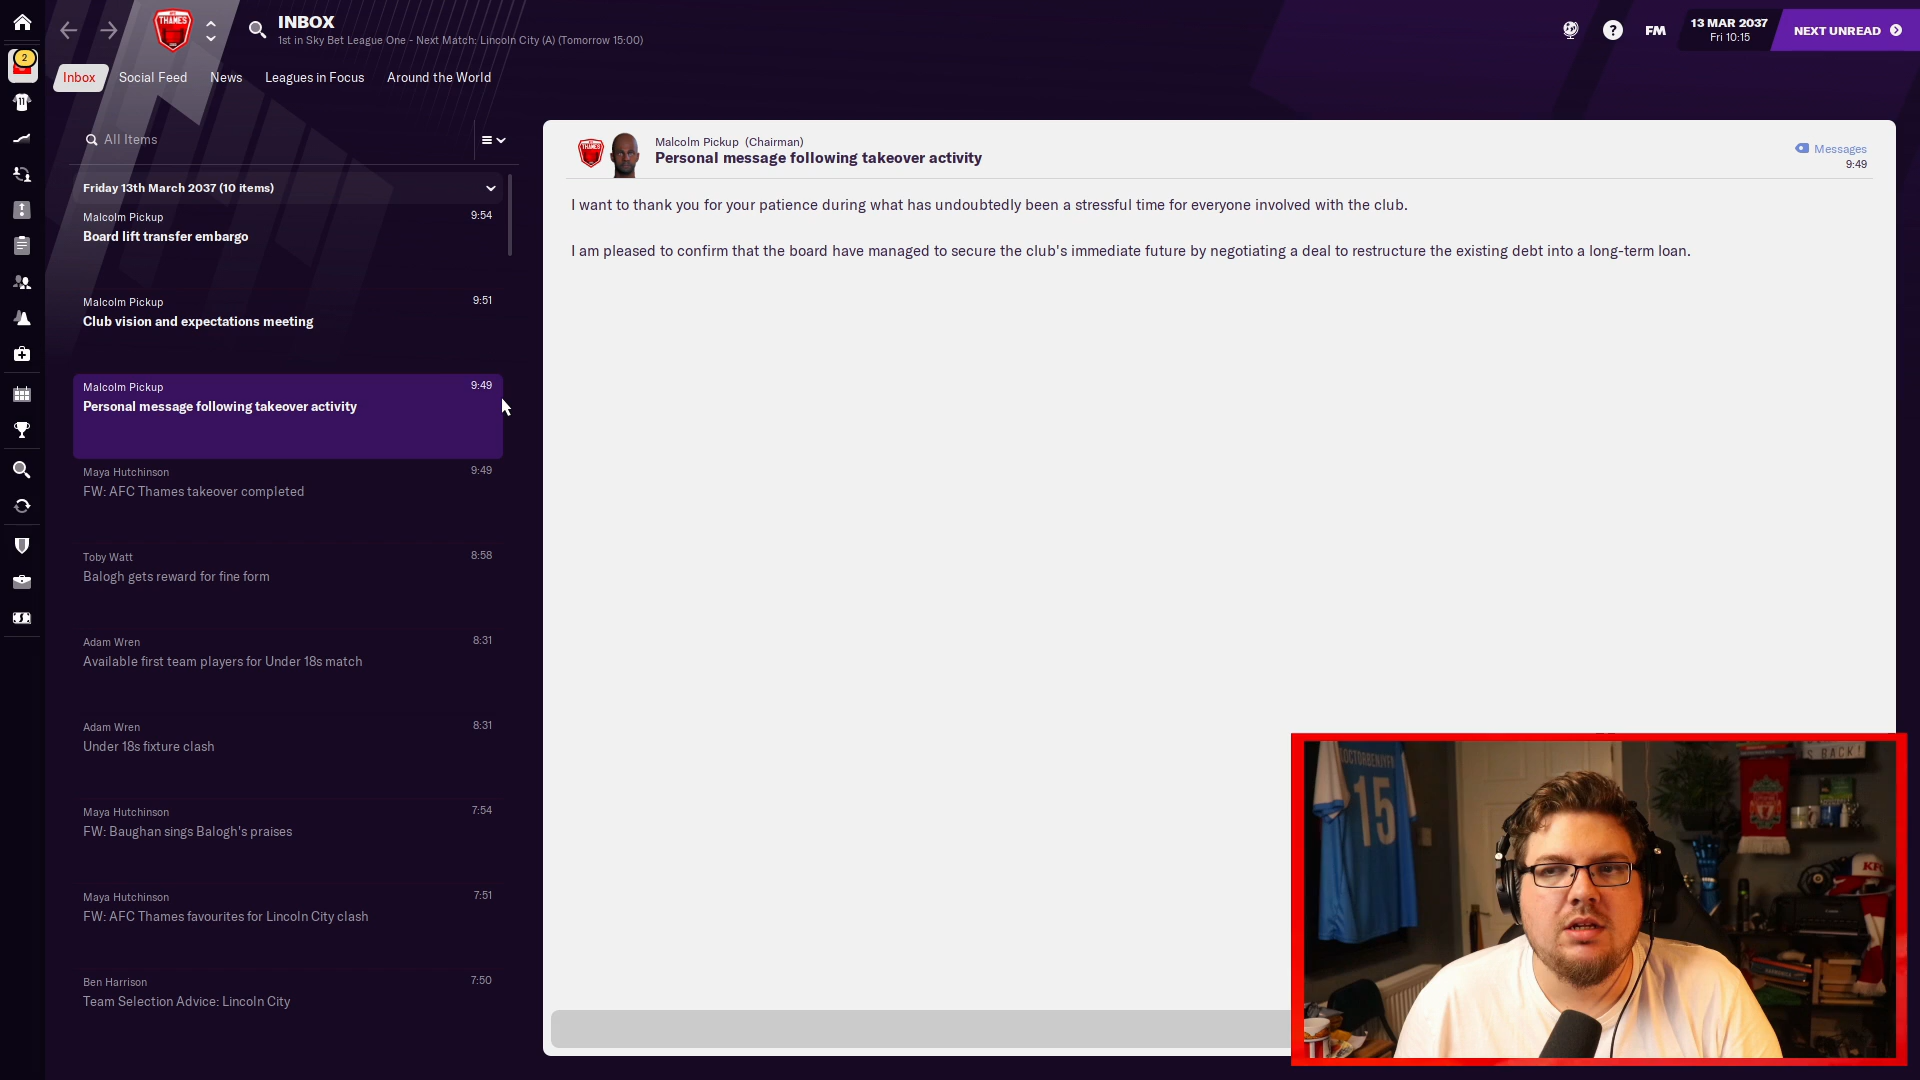 INBOX
1st in Sky Bet League One - Next Match: Lincoln City (A) (Tomorrow 15:00)
FM
13 MAR 2037
Fri 10:15
NEXT UNREAD
THAMES
2
Inbox
Social Feed
News
Leagues in Focus
Around the World
All Items
Friday 13th March 2037 (10 items)
Malcolm Pickup 9:54
Board lift transfer embargo
Malcolm Pickup 9:51
Club vision and expectations meeting
Malcolm Pickup 9:49
Personal message following takeover activity
Maya Hutchinson 9:49
FW: AFC Thames takeover completed
Toby Watt 8:58
Balogh gets reward for fine form
Adam Wren 8:31
Available first team players for Under 18s match
Adam Wren 8:31
Under 18s fixture clash
Maya Hutchinson 7:54
FW: Baughan sings Balogh's praises
Maya Hutchinson 7:51
FW: AFC Thames favourites for Lincoln City clash
Ben Harrison 7:50
Team Selection Advice: Lincoln City
THAMES
Malcolm Pickup (Chairman)
Personal message following takeover activity
Messages
9:49
I want to thank you for your patience during what has undoubtedly been a stressful time for everyone involved with the club.
I am pleased to confirm that the board have managed to secure the club's immediate future by negotiating a deal to restructure the existing debt into a long-term loan.
DOCTORBENJYFM
15
S BACK!